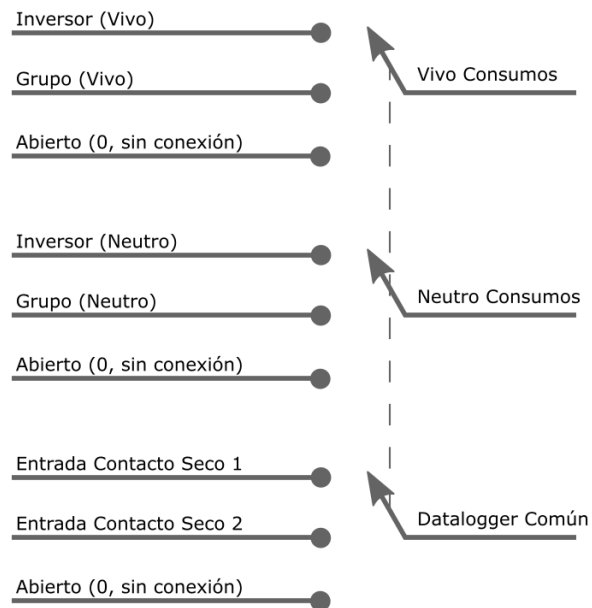 Inversor (Vivo)
Vivo Consumos
Grupo (Vivo)
Abierto (0, sin conexión)
Inversor (Neutro)
Neutro Consumos
Grupo (Neutro)
Abierto (0, sin conexión)
Entrada Contacto Seco 1
Datalogger Común
Entrada Contacto Seco 2
Abierto (0, sin conexión)